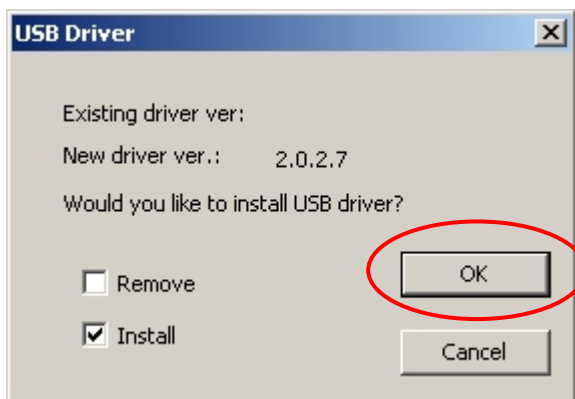 USB Driver
Existing driver ver:
New driver ver.: 2.0.2.7
Would you like to install USB driver?
Remove
OK
Install
Cancel